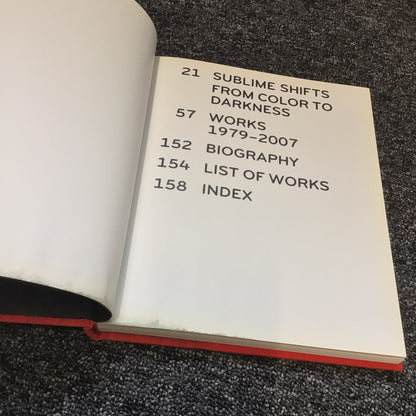 21 SUBLIME SHIFTS
FROM COLOR TO
DARKNESS
57 WORKS
1979–2007
152 BIOGRAPHY
154 LIST OF WORKS
158 INDEX